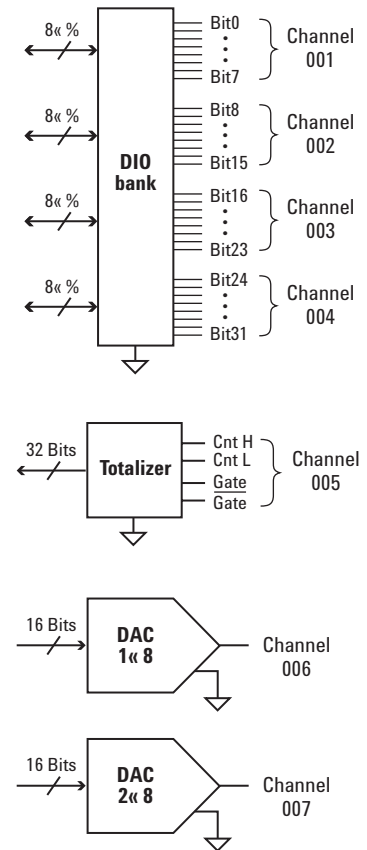 8« %
Bit0
Bit7
Channel
001
8« %
Bit8
Bit15
Channel
002
DIO
bank
8« %
Bit16
Bit23
Channel
003
8« %
Bit24
Bit31
Channel
004
32 Bits
Totalizer
Cnt H
Cnt L
Gate
Gate
Channel
005
16 Bits
DAC
1« 8
Channel
006
16 Bits
DAC
2« 8
Channel
007